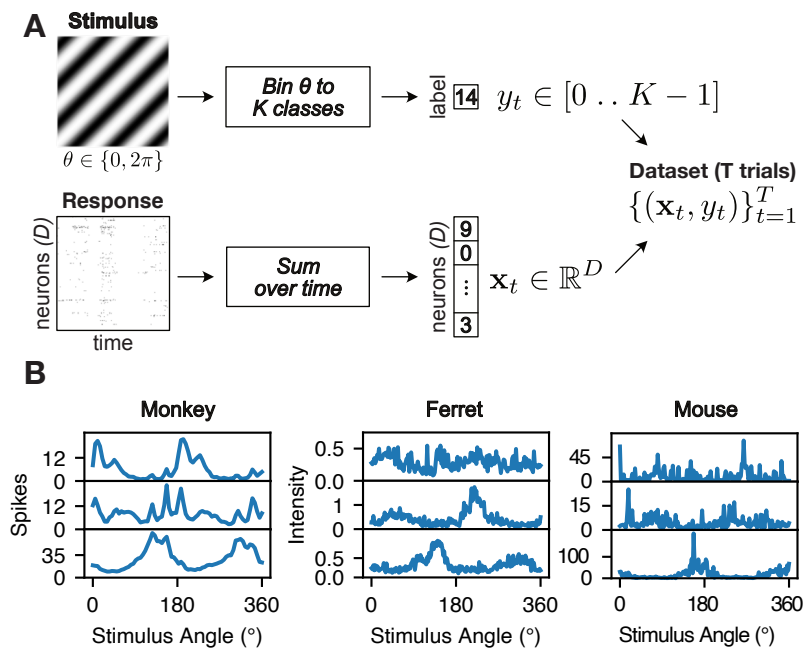 A
Stimulus
θ ∈ {0, 2π}
Bin θ to
K classes
label
14
y_t ∈ [0 . . K − 1]
Dataset (T trials)
{(x_t, y_t)}_{t=1}^T
Response
neurons (D)
time
Sum
over time
neurons (D)
9
0
⋮
3
x_t ∈ ℝ^D
B
Monkey
Spikes
12
0
12
0
35
0
0 180 360
Stimulus Angle (°)
Ferret
Intensity
0.5
0.0
1
0
0.5
0.0
0 180 360
Stimulus Angle (°)
Mouse
45
0
15
0
100
0
0 180 360
Stimulus Angle (°)